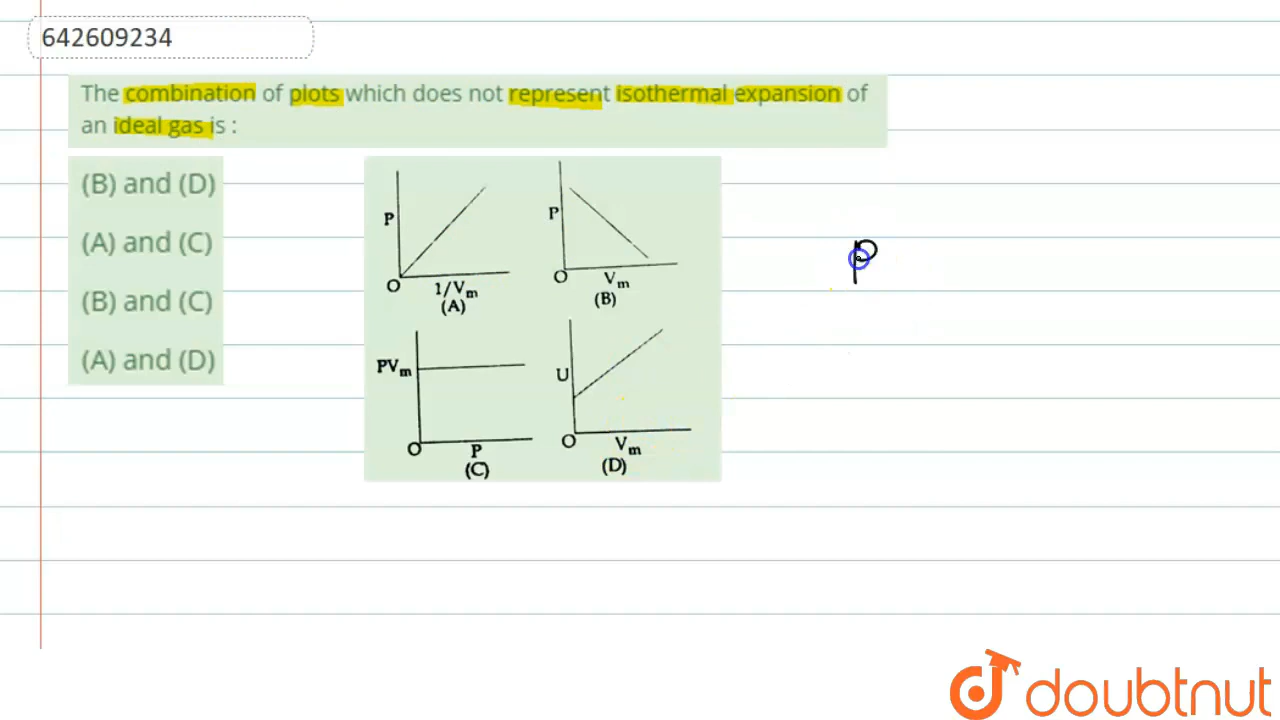 642609234
The combination of plots which does not represent isothermal expansion of
an ideal gas is :
(B) and (D)
(A) and (C)
(B) and (C)
(A) and (D)
P
O
1/Vm
(A)
P
O
Vm
(B)
PVm
O
P
(C)
U
O
Vm
(D)
P
doubtnut